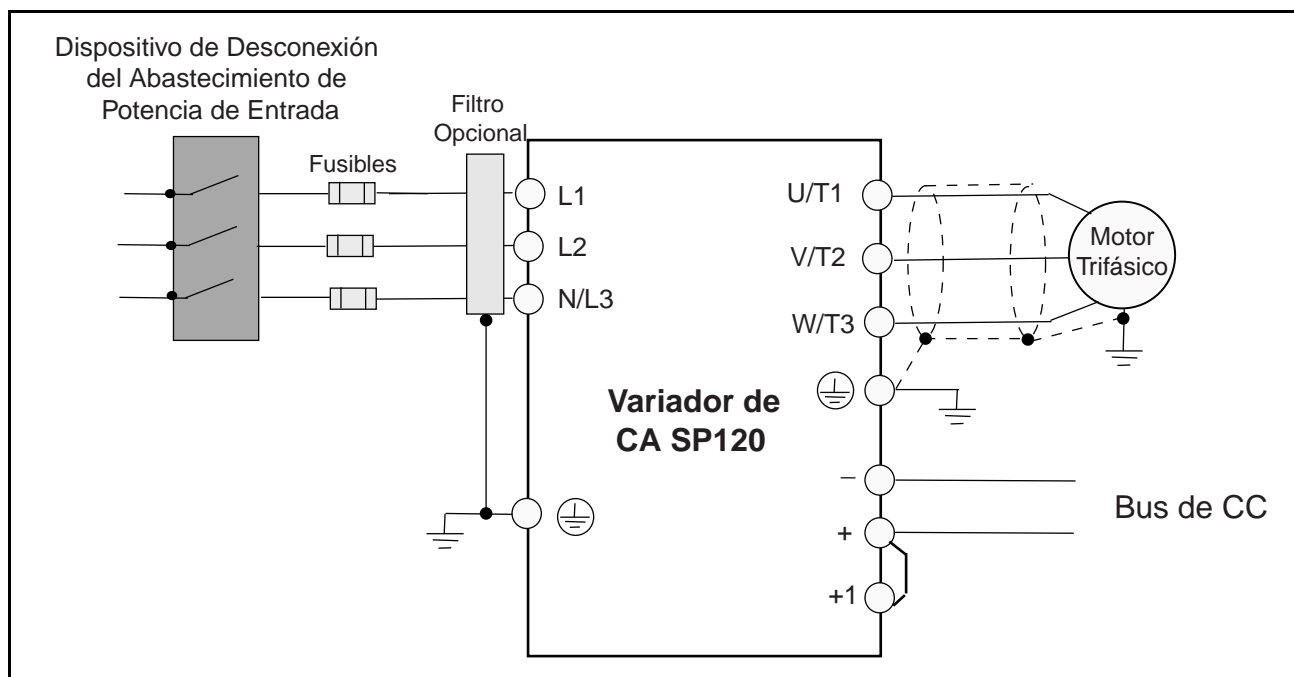 Dispositivo de Desconexión
del Abastecimiento de
Potencia de Entrada
Filtro
Opcional
Fusibles
L1
L2
N/L3
U/T1
V/T2
W/T3
Motor
Trifásico
Variador de
CA SP120
–
+
+1
Bus de CC